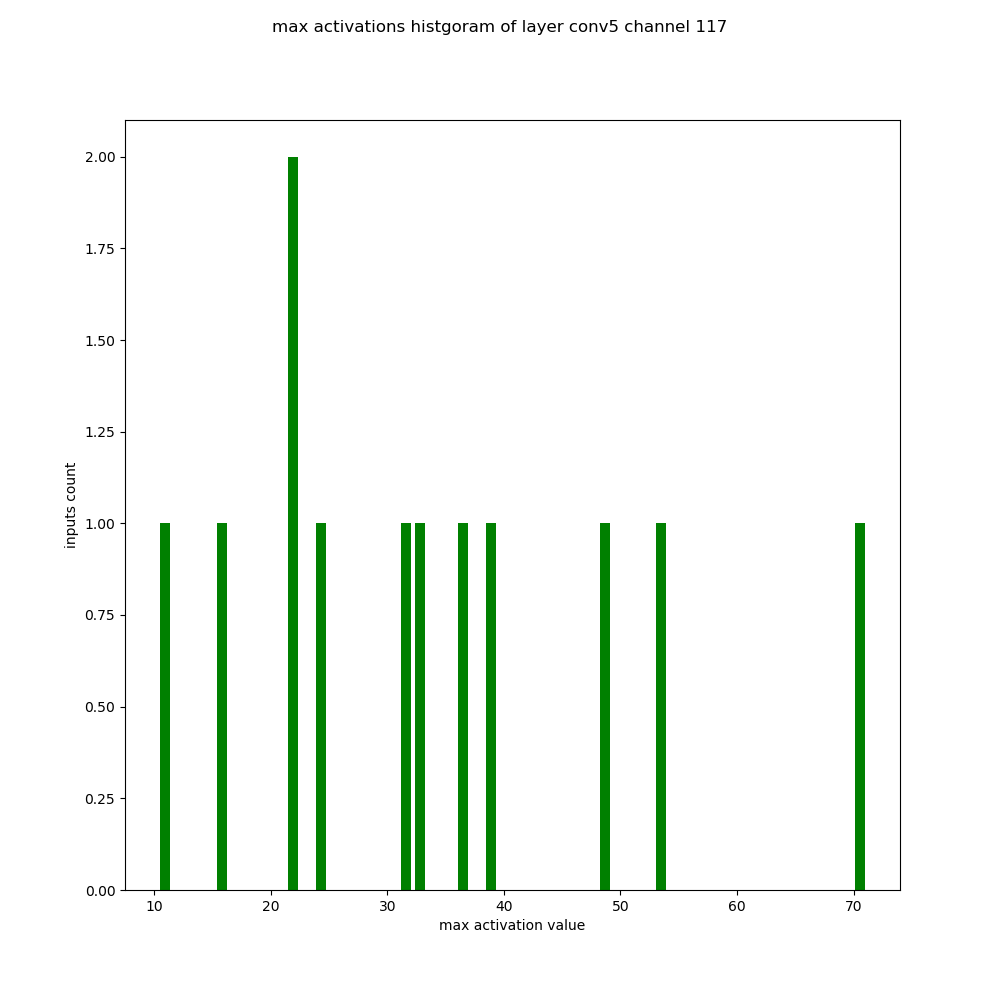 max activations histgoram of layer conv5 channel 117
2.00
1.75
1.50
1.25
1.00
0.75
0.50
0.25
0.00
inputs count
10 20 30 40 50 60 70
max activation value